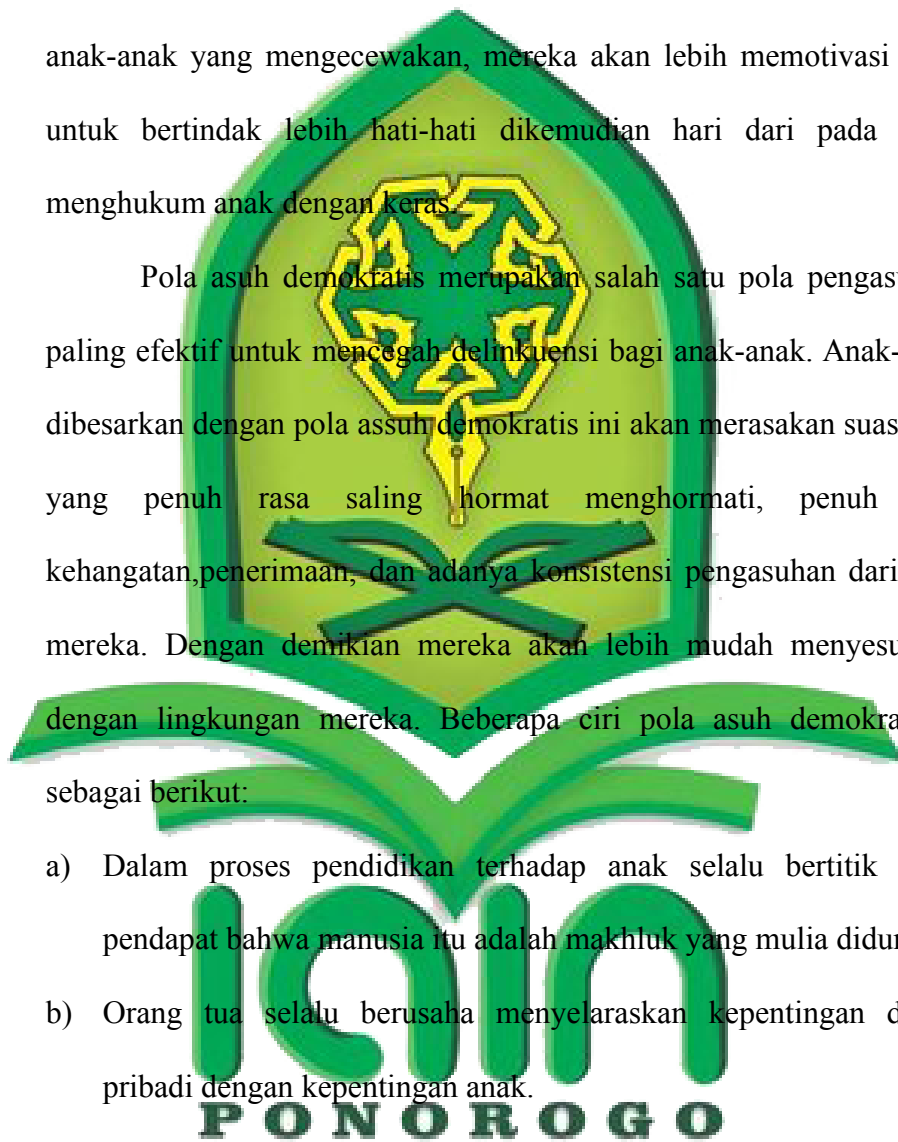 anak-anak yang mengecewakan, mereka akan lebih memotivasi
untuk bertindak lebih hati-hati dikemudian hari dari pada
menghukum anak dengan keras.
Pola asuh demokratis merupakan salah satu pola
paling efektif untuk mencegah delinkuensi bagi anak-anak. Anak-
dibesarkan dengan pola assuh demokratis ini akan merasakan
yang penuh rasa saling hormat menghormati, penuh
kehangatan,penerimaan, dan adanya konsistensi pengasuhan dari
mereka. Dengan demikian mereka akan lebih mudah
dengan lingkungan mereka. Beberapa ciri pola asuh
sebagai berikut:
a) Dalam proses pendidikan terhadap anak selalu bertitik
pendapat bahwa manusia itu adalah makhluk yang mulia
b) Orang tua selalu berusaha menyelaraskan kepentingan
pribadi dengan kepentingan anak.
iain
PONOROGO